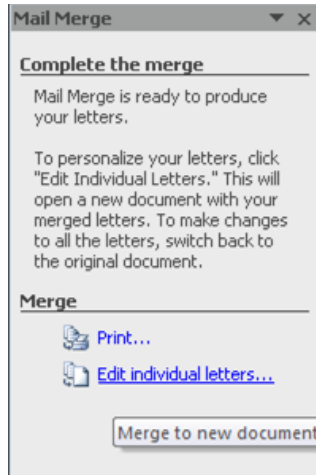 Mail Merge
Complete the merge
Mail Merge is ready to produce
your letters.
To personalize your letters, click
"Edit Individual Letters." This will
open a new document with your
merged letters. To make changes
to all the letters, switch back to
the original document.
Merge
Print...
Edit individual letters...
Merge to new document